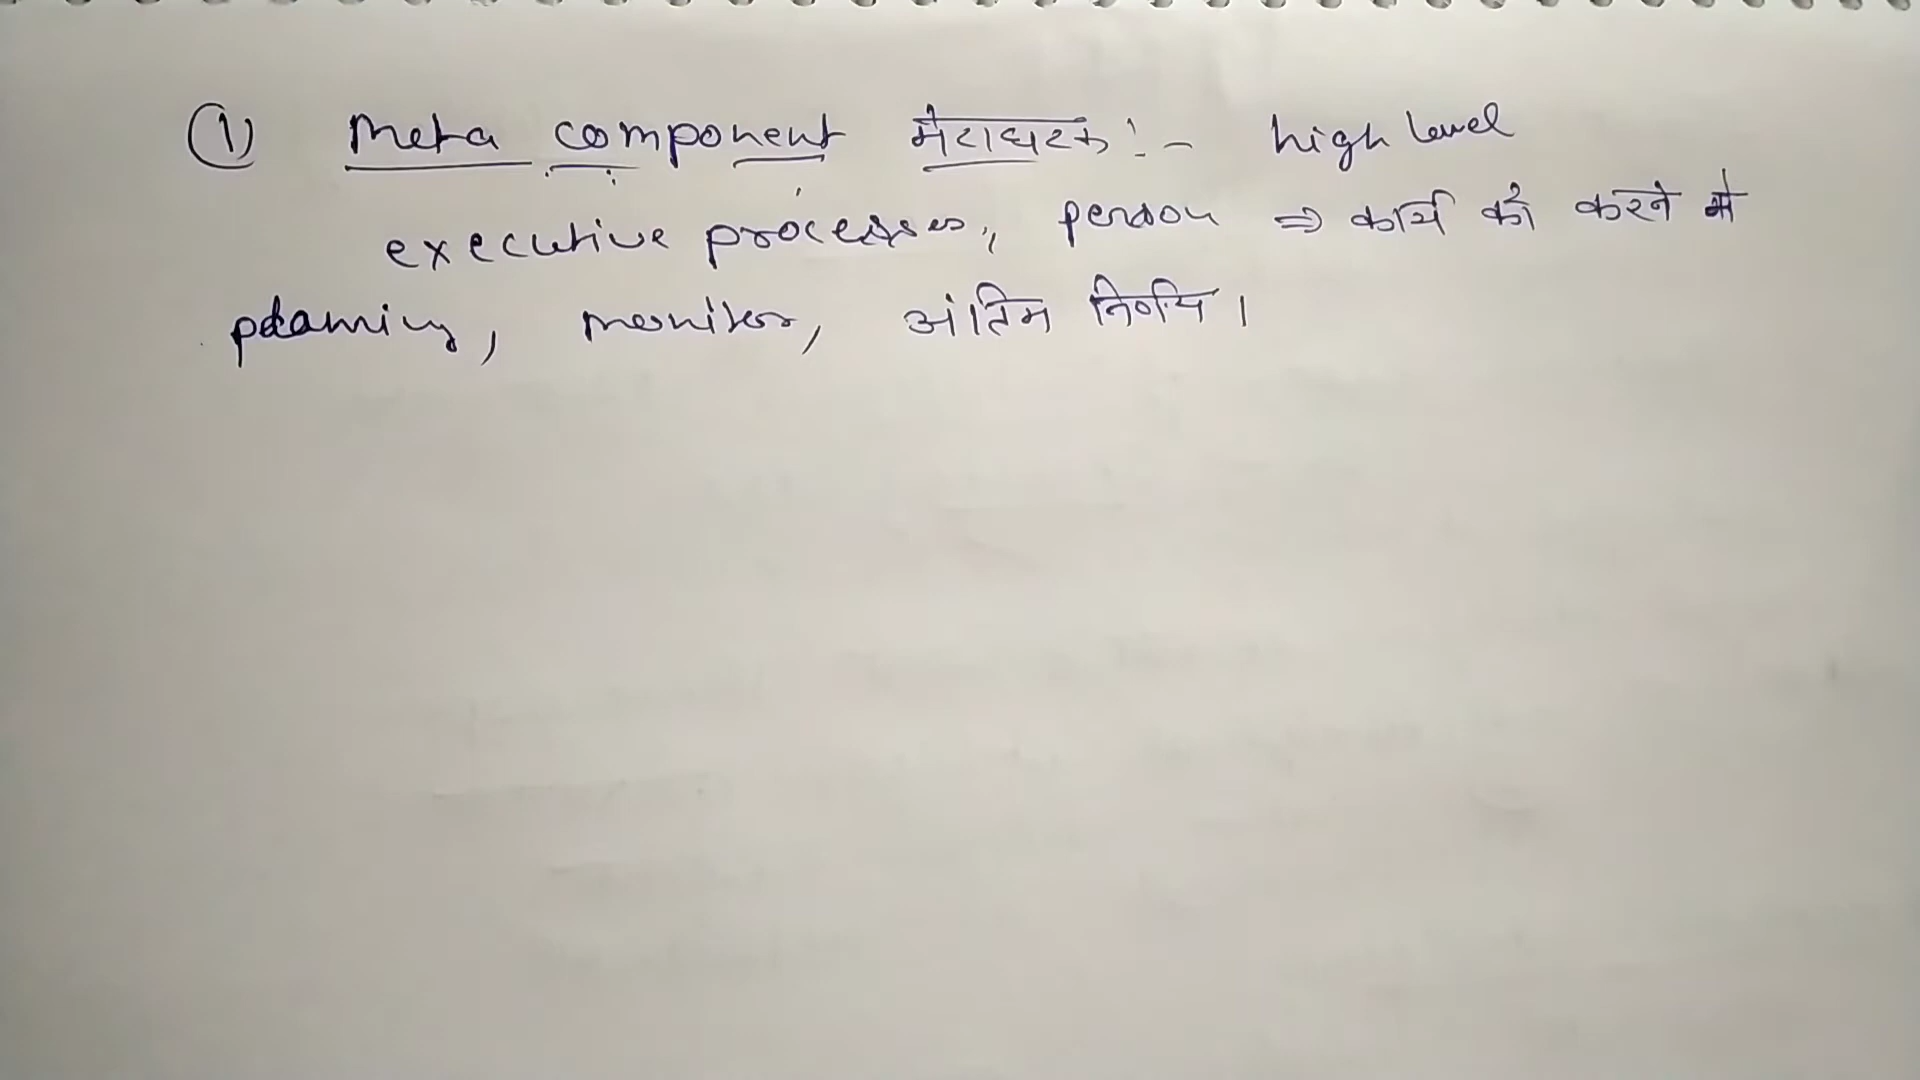 ① Meta component मेटाघटक :- high level
executive processes, person ⇒ कार्य को करने में
planning, monitor, अंतिम निर्णय ।